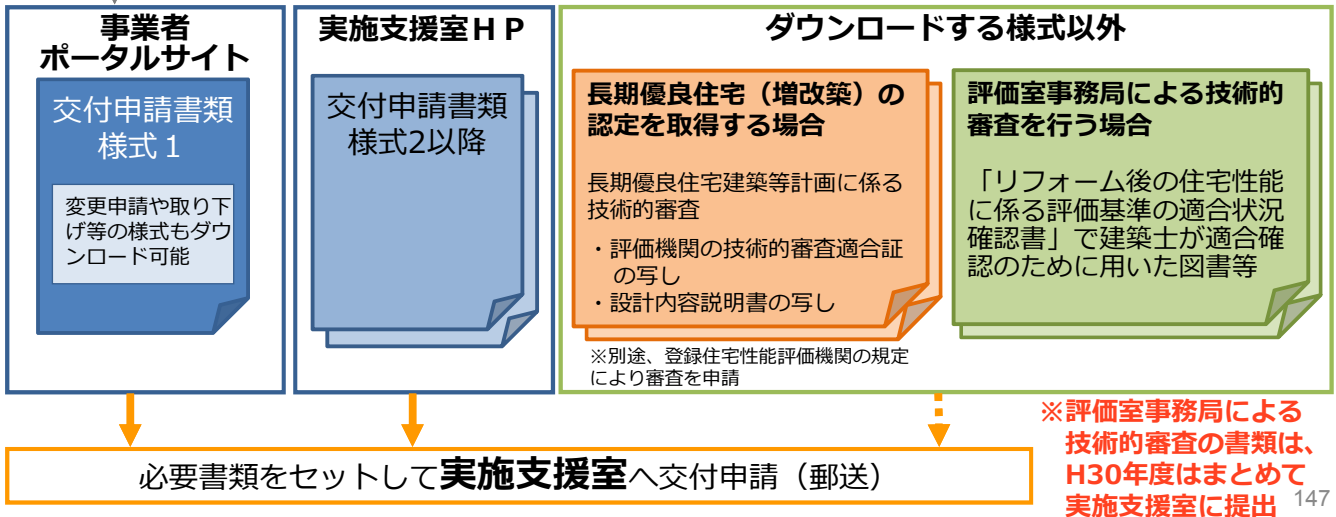 事業者
ポータルサイト
交付申請書類
様式１
変更申請や取り下
げ等の様式もダウ
ンロード可能
実施支援室ＨＰ
交付申請書類
様式2以降
ダウンロードする様式以外
長期優良住宅（増改築）の
認定を取得する場合
長期優良住宅建築等計画に係る
技術的審査
・評価機関の技術的審査適合証
の写し
・設計内容説明書の写し
※別途、登録住宅性能評価機関の規定
により審査を申請
評価室事務局による技術的
審査を行う場合
「リフォーム後の住宅性能
に係る評価基準の適合状況
確認書」で建築士が適合確
認のために用いた図書等
必要書類をセットして実施支援室へ交付申請（郵送）
※評価室事務局による
技術的審査の書類は、
H30年度はまとめて
実施支援室に提出
147